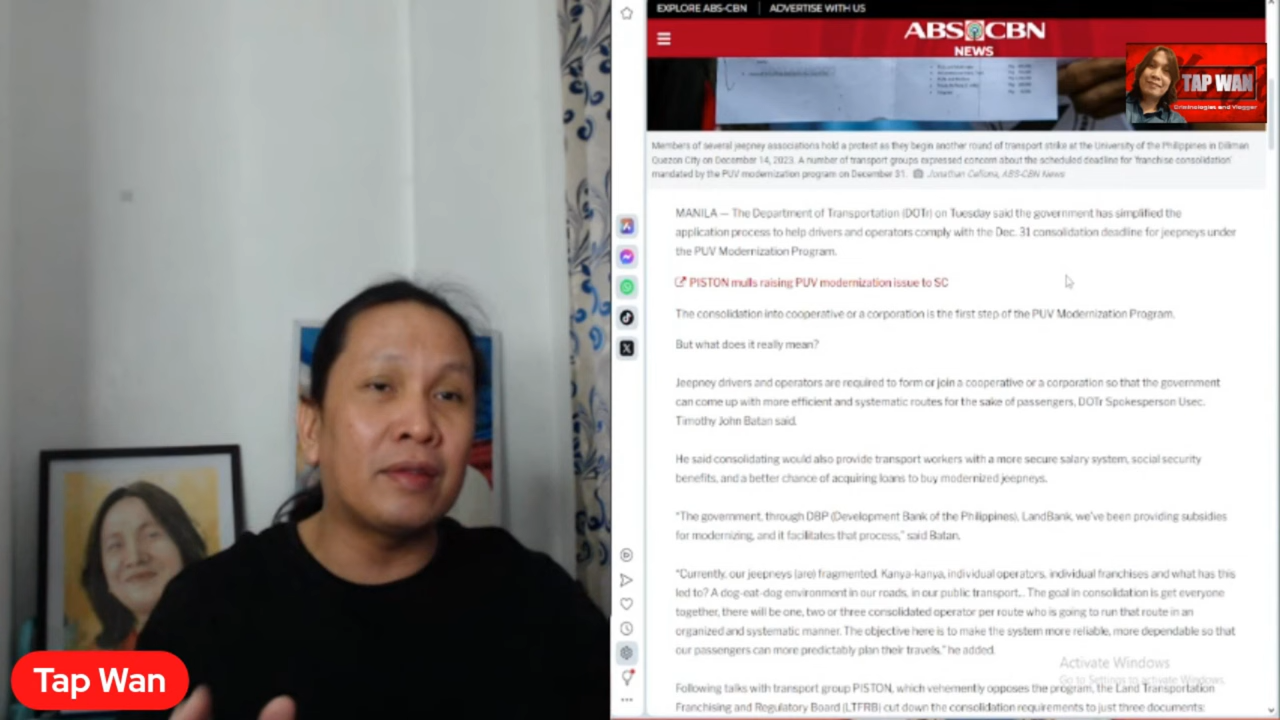 EXPLORE ABS-CBN
ADVERTISE WITH US
ABS-CBN
NEWS
TAP WAN
Criminologist and Vlogger
Members of several jeepney associations hold a protest as they begin another round of transport strike at the University of the Philippines in Diliman
Quezon City on December 14, 2023. A number of transport groups expressed concern about the scheduled deadline for 'franchise consolidation'
mandated by the PUV modernization program on December 31. Jonathan Cellona, ABS-CBN News
MANILA — The Department of Transportation (DOTr) on Tuesday said the government has simplified the
application process to help drivers and operators comply with the Dec. 31 consolidation deadline for jeepneys under
the PUV Modernization Program.
PISTON mulls raising PUV modernization issue to SC
The consolidation into cooperative or a corporation is the first step of the PUV Modernization Program.
But what does it really mean?
Jeepney drivers and operators are required to form or join a cooperative or a corporation so that the government
can come up with more efficient and systematic routes for the sake of passengers, DOTr Spokesperson Usec.
Timothy John Batan said.
He said consolidating would also provide transport workers with a more secure salary system, social security
benefits, and a better chance of acquiring loans to buy modernized jeepneys.
"The government, through DBP (Development Bank of the Philippines), LandBank, we've been providing subsidies
for modernizing, and it facilitates that process," said Batan.
"Currently, our jeepneys (are) fragmented. Kanya-kanya, individual operators, individual franchises and what has this
led to? A dog-eat-dog environment in our roads, in our public transport... The goal in consolidation is get everyone
together, there will be one, two or three consolidated operator per route who is going to run that route in an
organized and systematic manner. The objective here is to make the system more reliable, more dependable so that
our passengers can more predictably plan their travels," he added.
Activate Windows
Go to Settings to activate Windows.
Following talks with transport group PISTON, which vehemently opposes the program, the Land Transportation
Franchising and Regulatory Board (LTFRB) cut down the consolidation requirements to just three documents:
Tap Wan